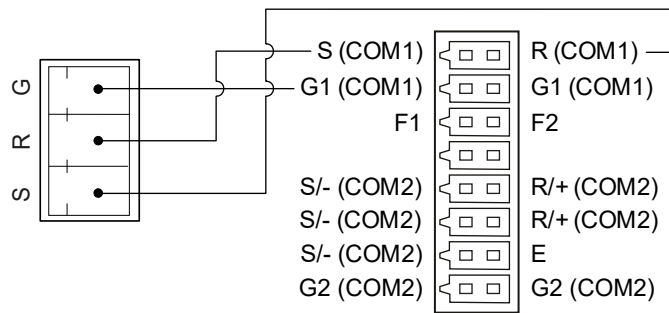 G
R
S
S (COM1) R (COM1)
G1 (COM1) G1 (COM1)
F1 F2
S/- (COM2) R/+ (COM2)
S/- (COM2) R/+ (COM2)
S/- (COM2) E
G2 (COM2) G2 (COM2)